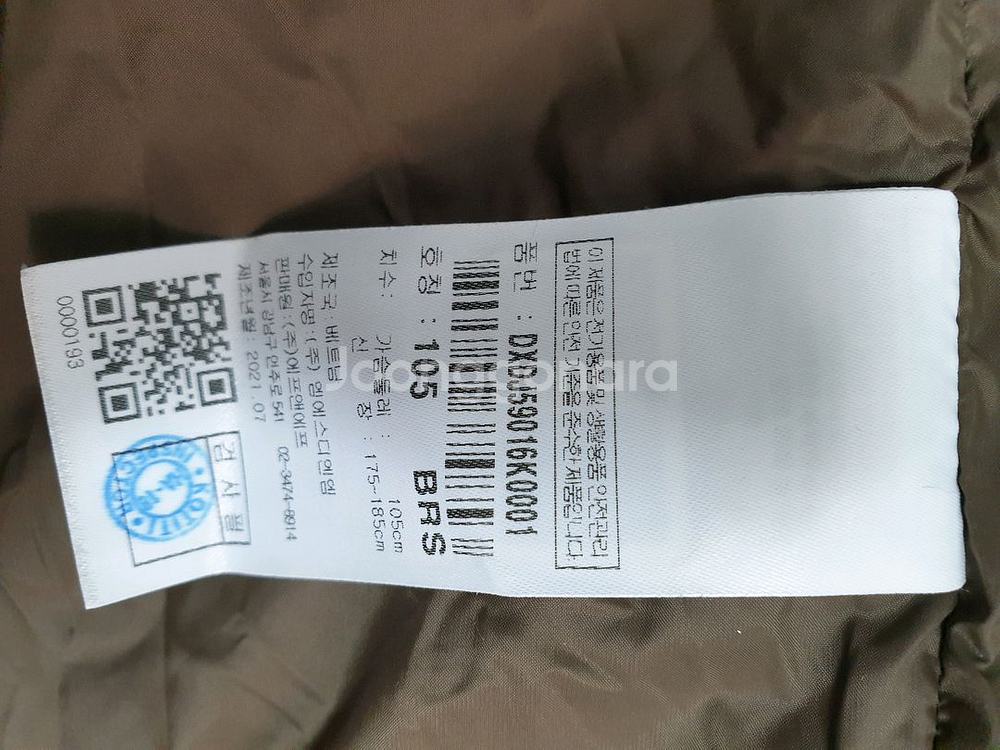 이 제품은 전기용품 및 생활용품 안전관리
법에 따른 안전기준을 준수한 제품입니다.
품번 : DXDJ59016K0001
호칭 : 105 BRS
치수: 가슴둘레 : 105cm
신 장 : 175~185cm
제조국: 베트남
수입자명 : (주) 엠에스디앤엠
판매원 : (주)에프앤에프
서울시 강남구 언주로 541 02-3474-8914
제조년월 : 2021.07
검사필
KOTITI
0000193
Joonggonara